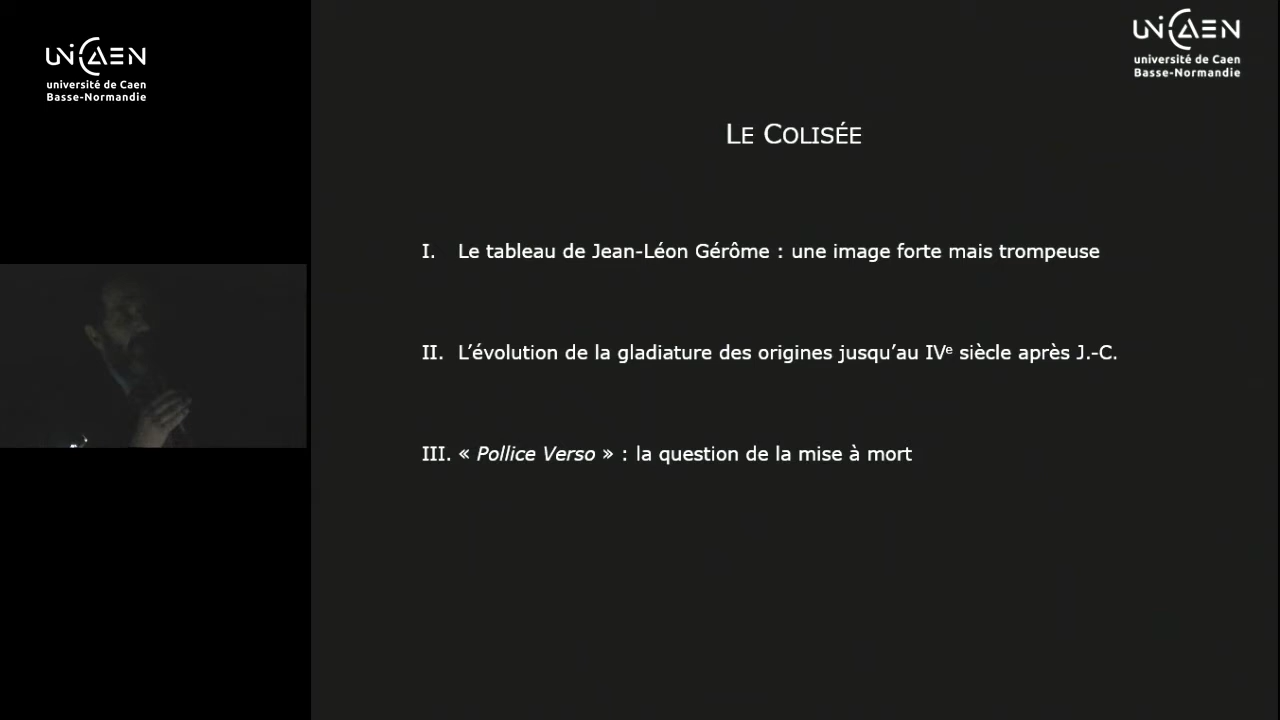 UNICAEN
université de Caen
Basse-Normandie
UNICAEN
université de Caen
Basse-Normandie
LE COLISÉE
I. Le tableau de Jean-Léon Gérôme : une image forte mais trompeuse
II. L’évolution de la gladiature des origines jusqu’au IVᵉ siècle après J.-C.
III. « Pollice Verso » : la question de la mise à mort